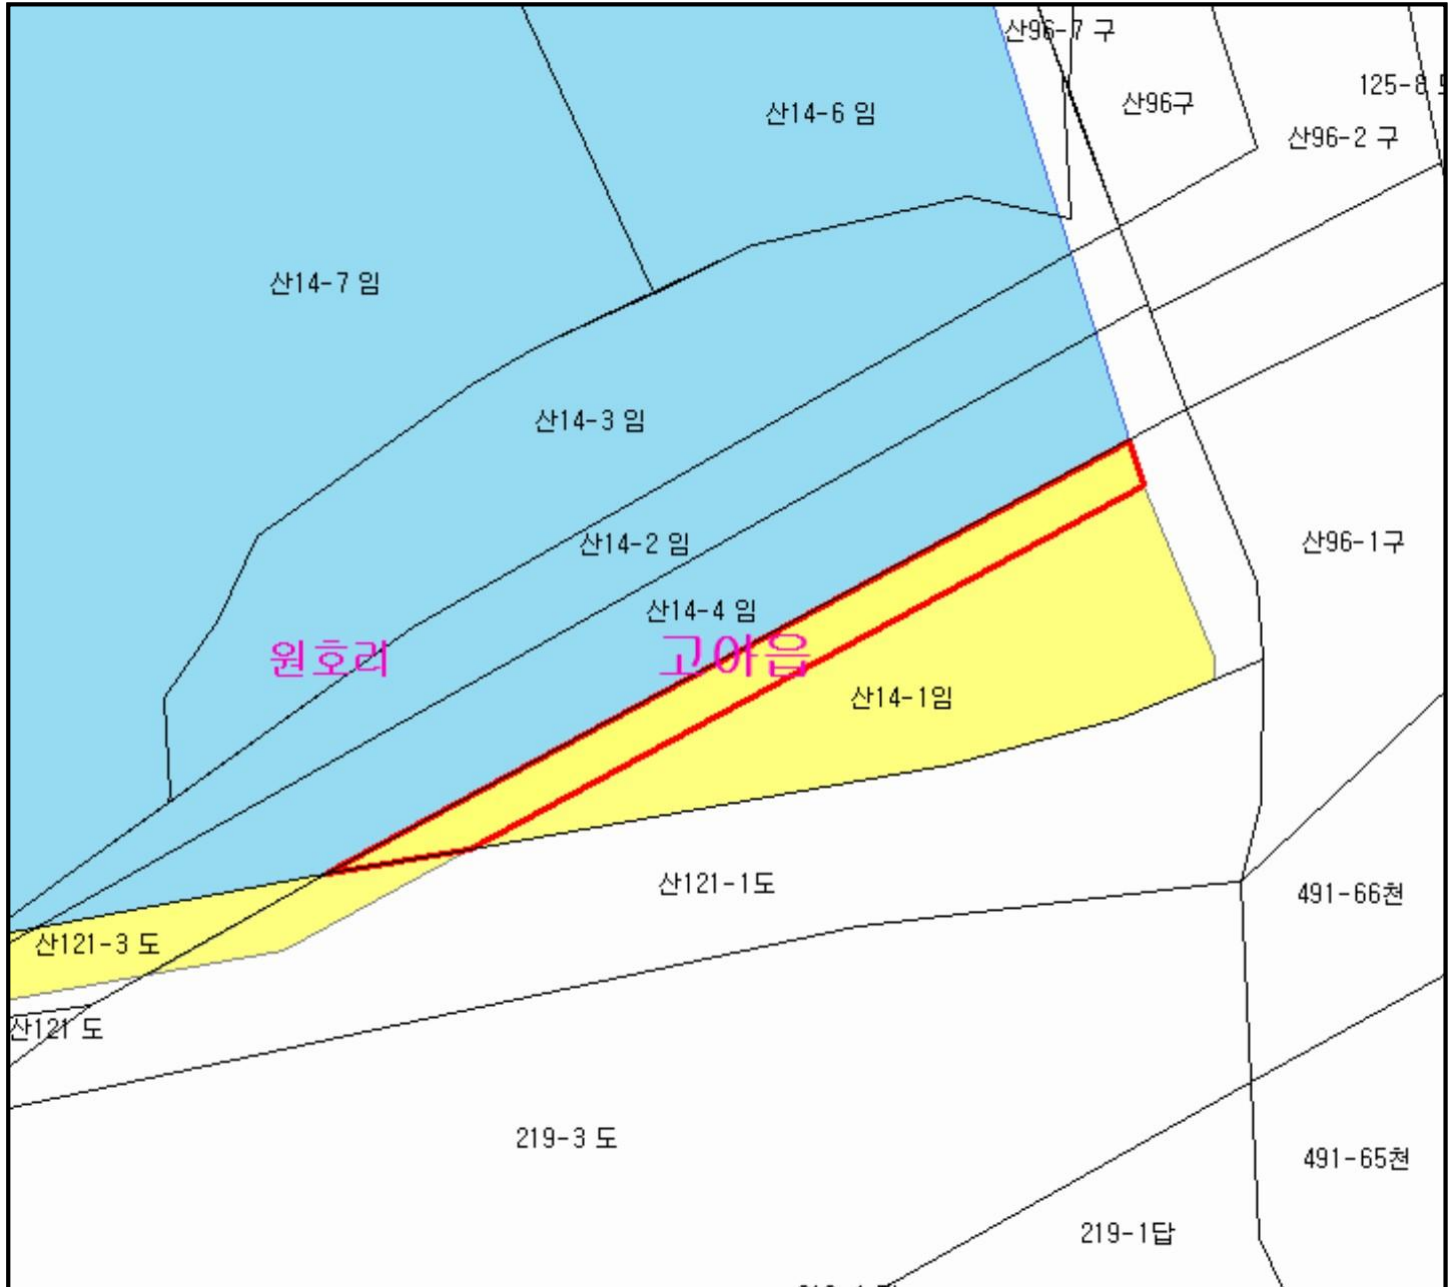 산96-7 구
125-8
산96구
산14-6 임
산96-2 구
산14-7 임
산14-3 임
산14-2 임
산96-1구
산14-4 임
원호리
고아읍
산14-1임
산121-1도
491-66천
산121-3 도
산121 도
219-3 도
491-65천
219-1답